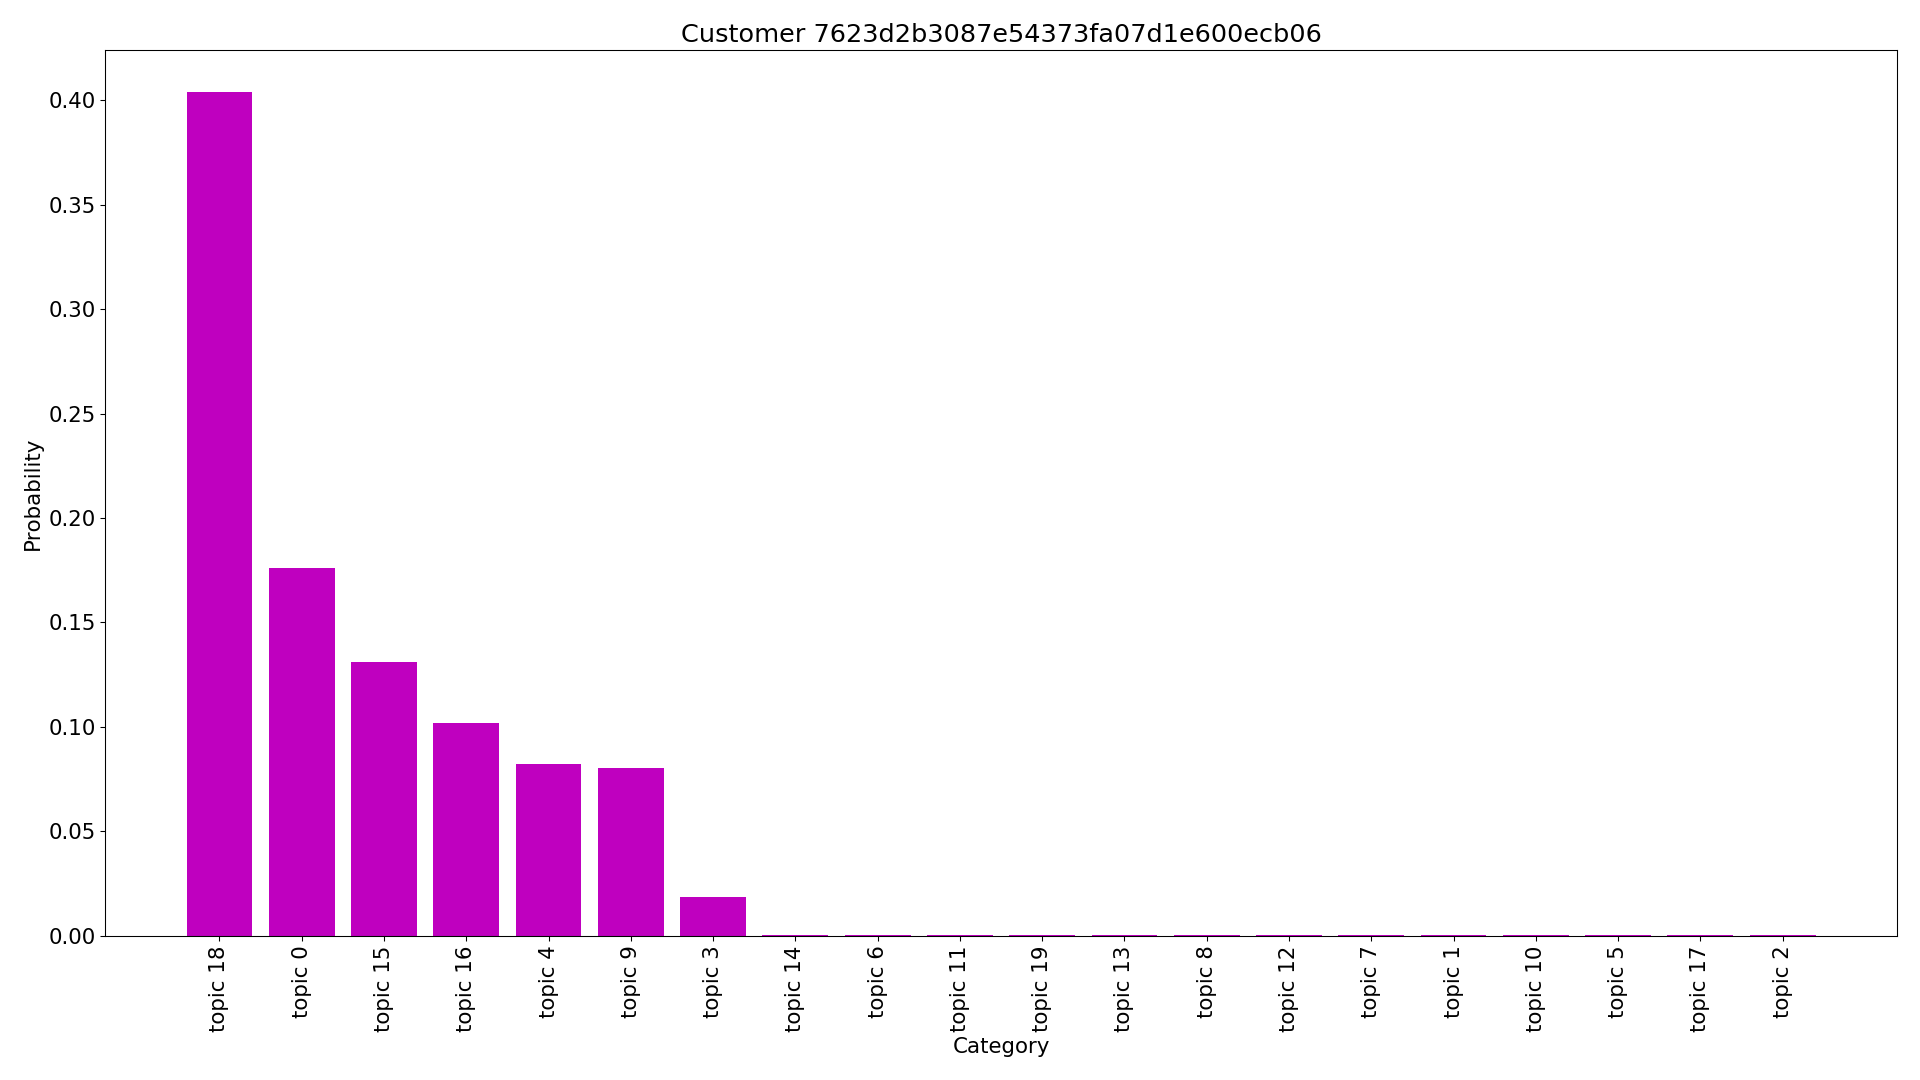 Customer 7623d2b3087e54373fa07d1e600ecb06
Probability
0.40
0.35
0.30
0.25
0.20
0.15
0.10
0.05
0.00
topic 18
topic 0
topic 15
topic 16
topic 4
topic 9
topic 3
topic 14
topic 6
topic 11
topic 19
topic 13
topic 8
topic 12
topic 7
topic 1
topic 10
topic 5
topic 17
topic 2
Category